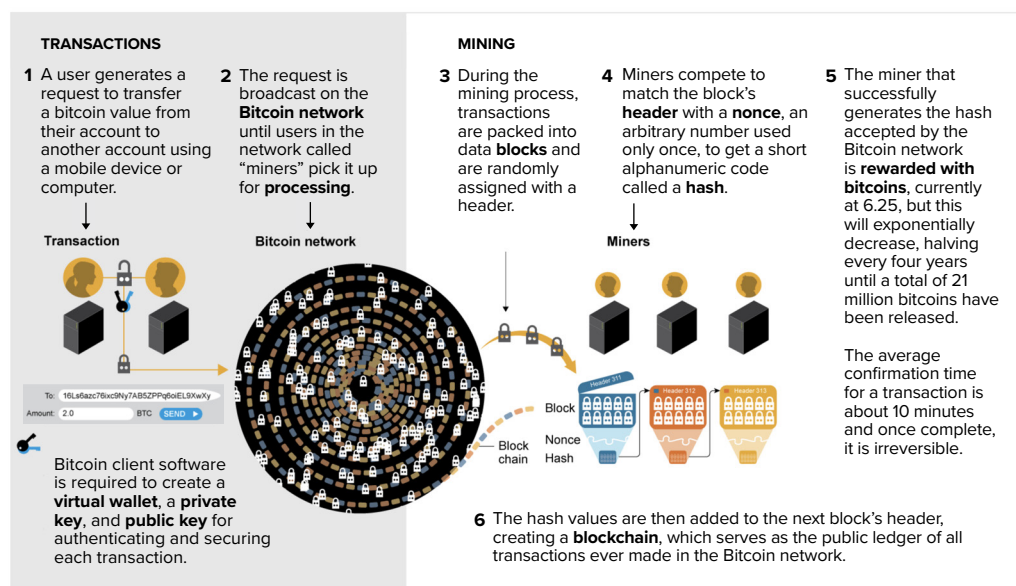 TRANSACTIONS
1 A user generates a
request to transfer
a bitcoin value from
their account to
another account using
a mobile device or
computer.
2 The request is
broadcast on the
Bitcoin network
until users in the
network called
“miners” pick it up
for processing.
Transaction
Bitcoin network
To: 16Ls6azc76ixc9Ny7AB5ZPPq6oiEL9XwXy
Amount: 2.0 BTC SEND
Bitcoin client software
is required to create a
virtual wallet, a private
key, and public key for
authenticating and securing
each transaction.
MINING
3 During the
mining process,
transactions
are packed into
data blocks and
are randomly
assigned with a
header.
4 Miners compete to
match the block’s
header with a nonce, an
arbitrary number used
only once, to get a short
alphanumeric code
called a hash.
Miners
Header 311
Header 312
Header 313
Block
Nonce
Hash
Block
chain
5 The miner that
successfully
generates the hash
accepted by the
Bitcoin network
is rewarded with
bitcoins, currently
at 6.25, but this
will exponentially
decrease, halving
every four years
until a total of 21
million bitcoins have
been released.
The average
confirmation time
for a transaction is
about 10 minutes
and once complete,
it is irreversible.
6 The hash values are then added to the next block’s header,
creating a blockchain, which serves as the public ledger of all
transactions ever made in the Bitcoin network.